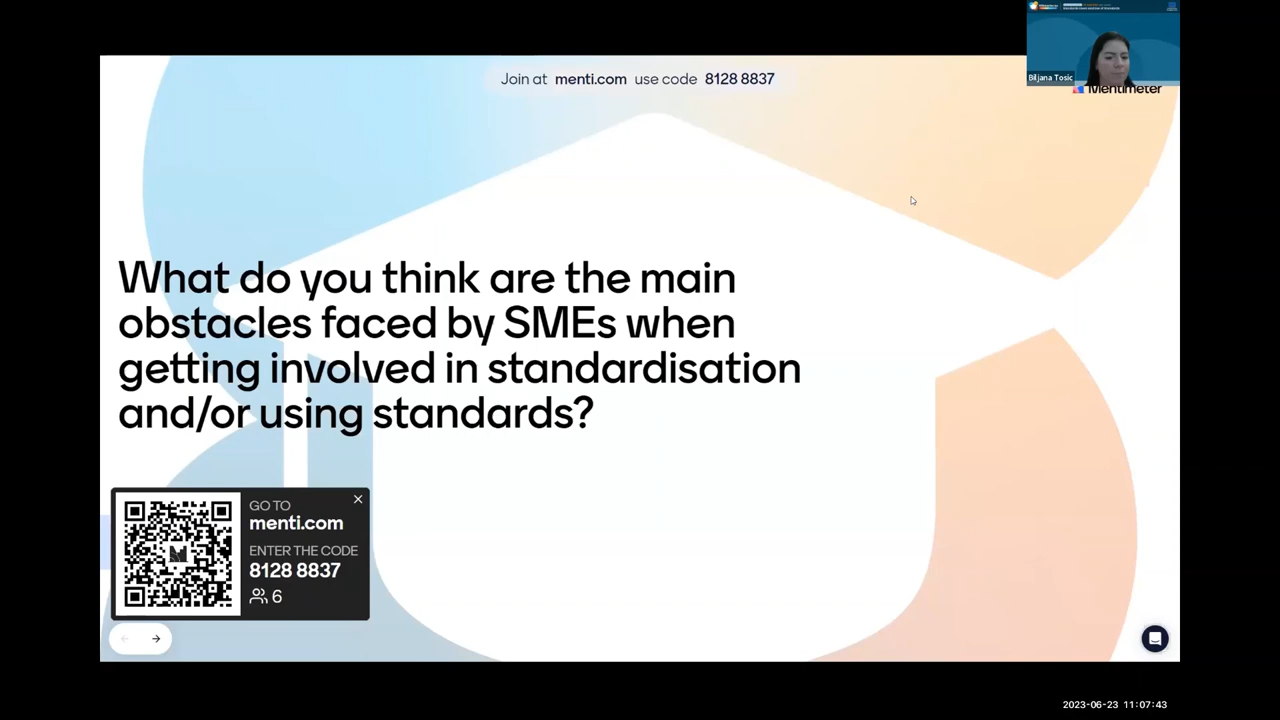 Join at menti.com use code 8128 8837
Biljana Tosic
Mentimeter
What do you think are the main
obstacles faced by SMEs when
getting involved in standardisation
and/or using standards?
GO TO
menti.com
ENTER THE CODE
8128 8837
6
2023-06-23 11:07:43